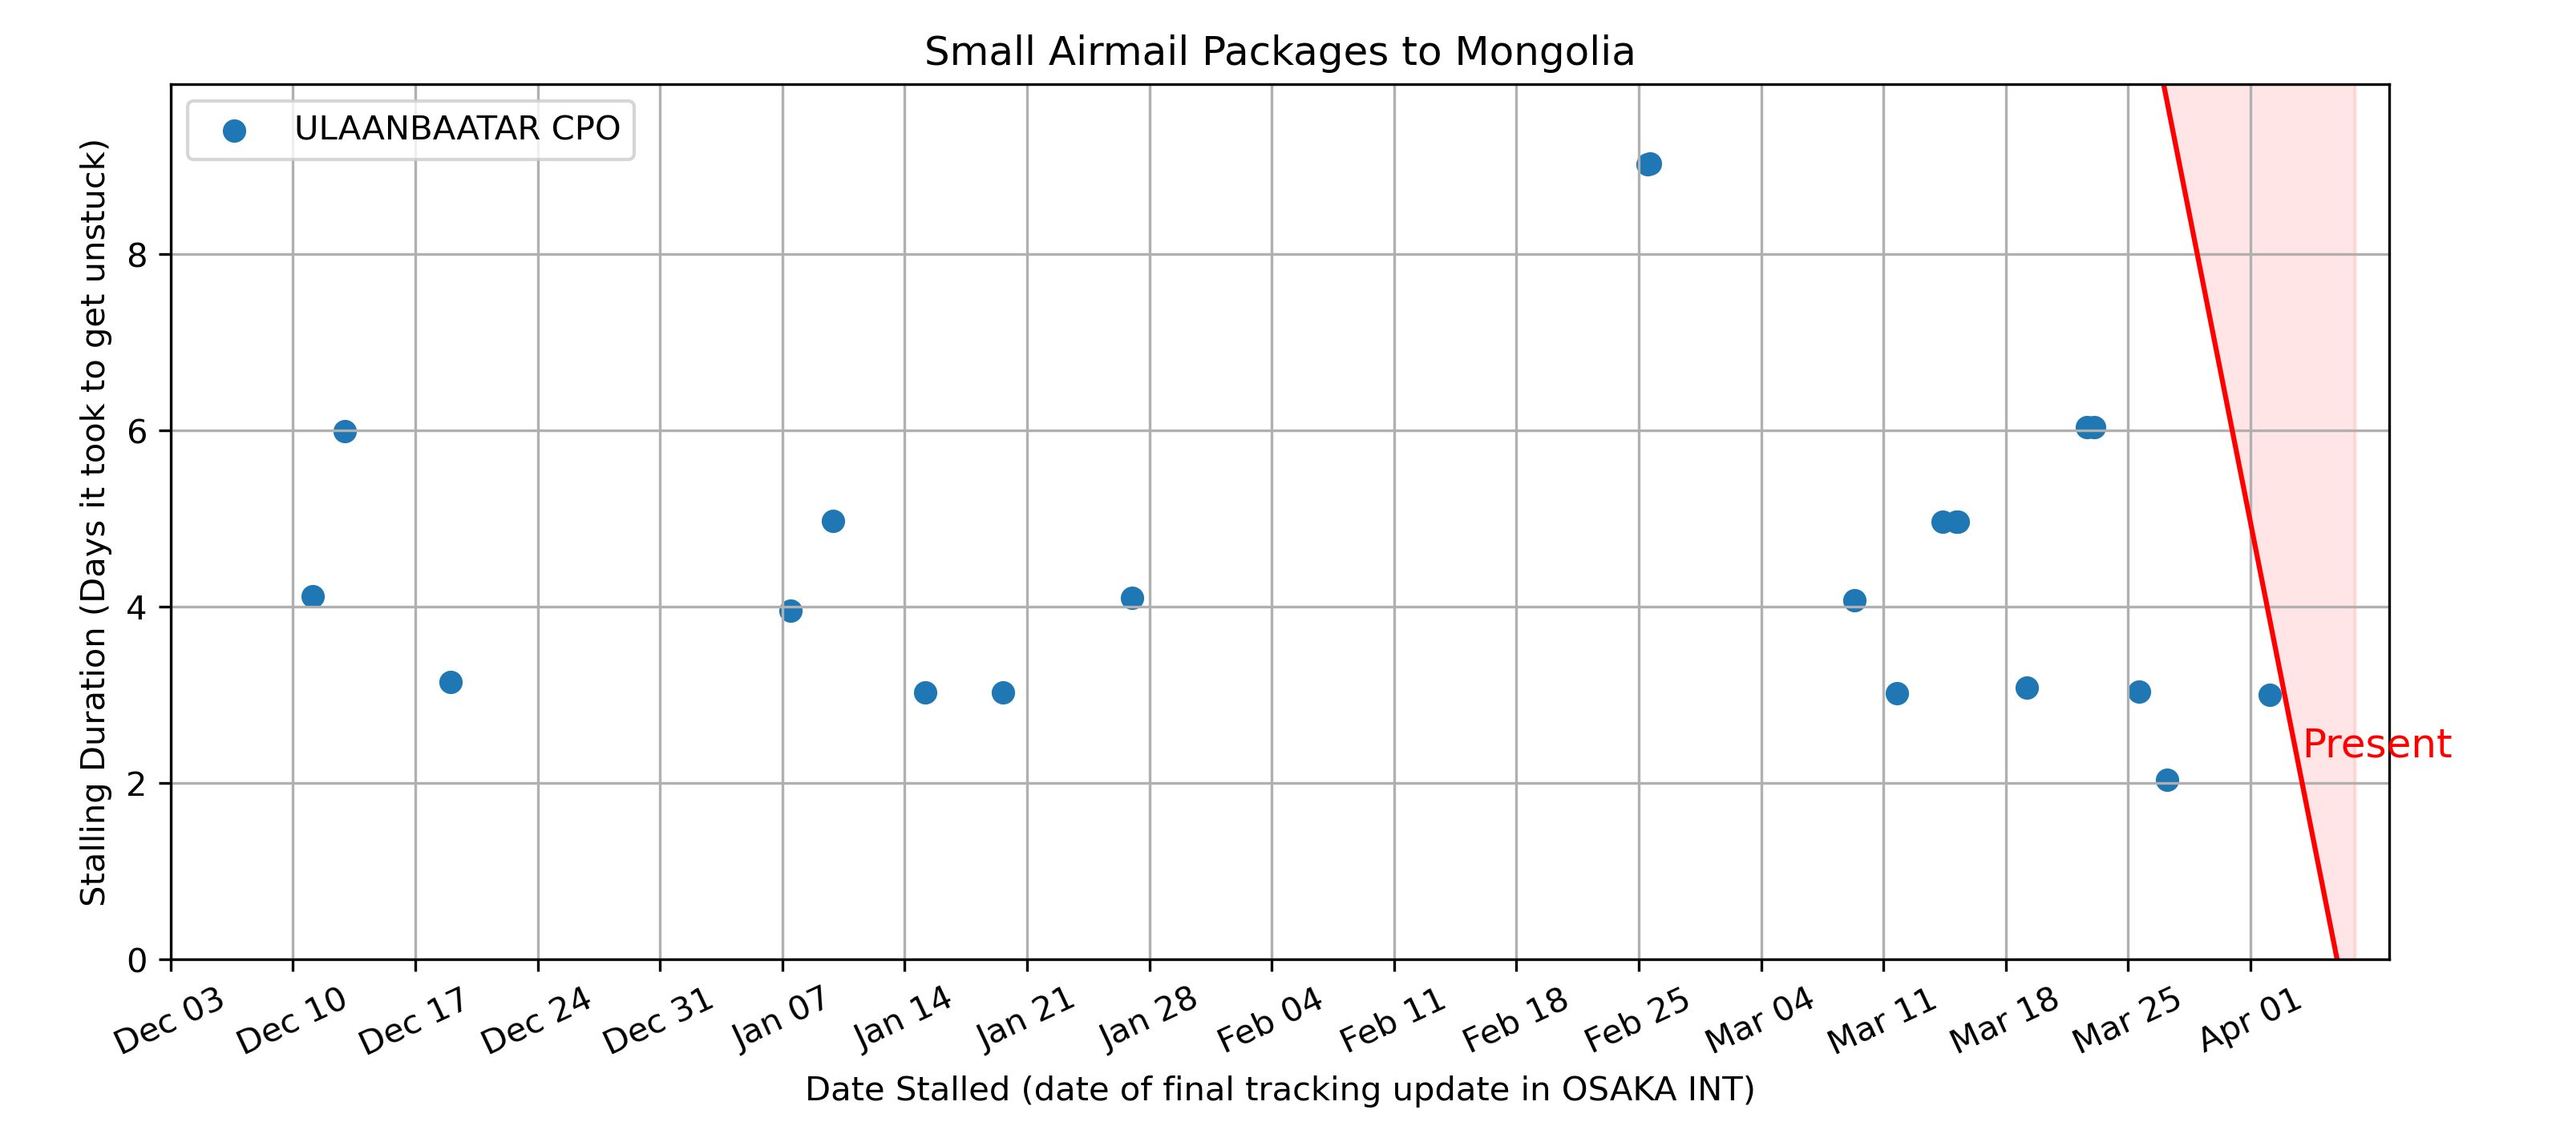 Small Airmail Packages to Mongolia
ULAANBAATAR CPO
Stalling Duration (Days it took to get unstuck)
8
6
4
2
0
Present
Dec 03
Dec 10
Dec 17
Dec 24
Dec 31
Jan 07
Jan 14
Jan 21
Jan 28
Feb 04
Feb 11
Feb 18
Feb 25
Mar 04
Mar 11
Mar 18
Mar 25
Apr 01
Date Stalled (date of final tracking update in OSAKA INT)